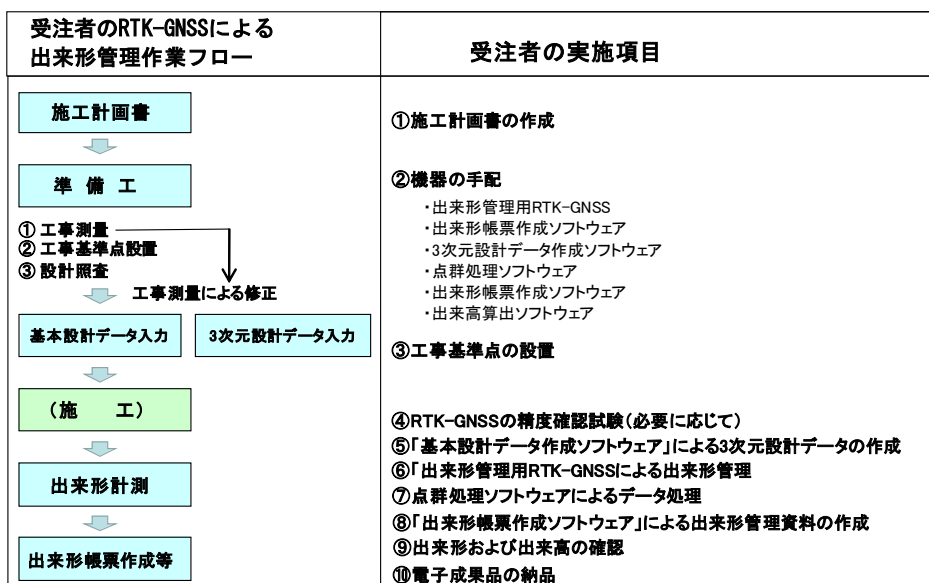 受注者のRTK-GNSSによる
出来形管理作業フロー
受注者の実施項目
施工計画書
準 備 工
① 工事測量
② 工事基準点設置
③ 設計照査
工事測量による修正
基本設計データ入力
3次元設計データ入力
(施 工)
出来形計測
出来形帳票作成等
①施工計画書の作成
②機器の手配
・出来形管理用RTK-GNSS
・出来形帳票作成ソフトウェア
・3次元設計データ作成ソフトウェア
・点群処理ソフトウェア
・出来形帳票作成ソフトウェア
・出来高算出ソフトウェア
③工事基準点の設置
④RTK-GNSSの精度確認試験(必要に応じて)
⑤「基本設計データ作成ソフトウェア」による3次元設計データの作成
⑥「出来形管理用RTK-GNSSによる出来形管理
⑦点群処理ソフトウェアによるデータ処理
⑧「出来形帳票作成ソフトウェア」による出来形管理資料の作成
⑨出来形および出来高の確認
⑩電子成果品の納品